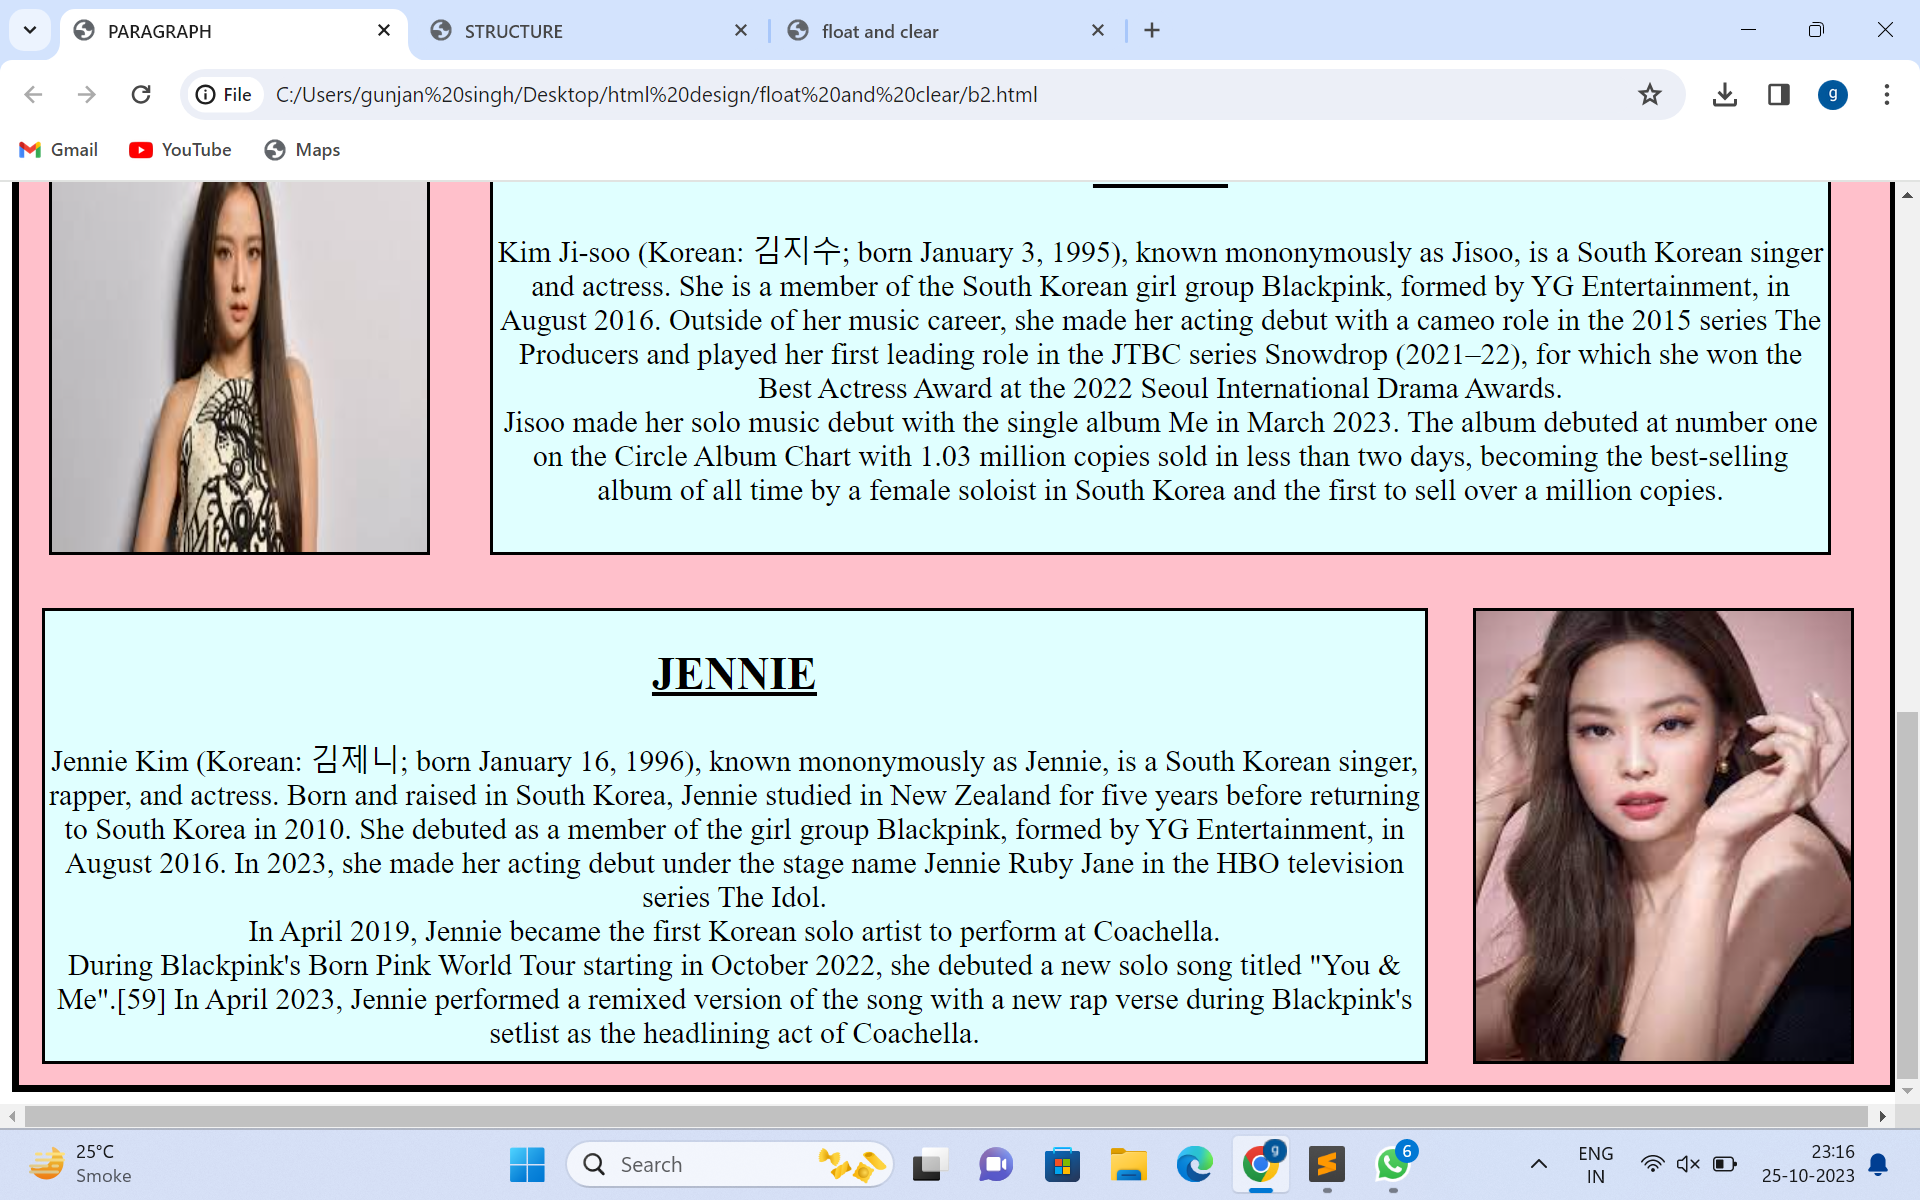 PARAGRAPH
STRUCTURE
float and clear
File
C:/Users/gunjan%20singh/Desktop/html%20design/float%20and%20clear/b2.html
g
Gmail
YouTube
Maps
Kim Ji-soo (Korean: 김지수; born January 3, 1995), known mononymously as Jisoo, is a South Korean singer
and actress. She is a member of the South Korean girl group Blackpink, formed by YG Entertainment, in
August 2016. Outside of her music career, she made her acting debut with a cameo role in the 2015 series The
Producers and played her first leading role in the JTBC series Snowdrop (2021–22), for which she won the
Best Actress Award at the 2022 Seoul International Drama Awards.
Jisoo made her solo music debut with the single album Me in March 2023. The album debuted at number one
on the Circle Album Chart with 1.03 million copies sold in less than two days, becoming the best-selling
album of all time by a female soloist in South Korea and the first to sell over a million copies.
JENNIE
Jennie Kim (Korean: 김제니; born January 16, 1996), known mononymously as Jennie, is a South Korean singer,
rapper, and actress. Born and raised in South Korea, Jennie studied in New Zealand for five years before returning
to South Korea in 2010. She debuted as a member of the girl group Blackpink, formed by YG Entertainment, in
August 2016. In 2023, she made her acting debut under the stage name Jennie Ruby Jane in the HBO television
series The Idol.
In April 2019, Jennie became the first Korean solo artist to perform at Coachella.
During Blackpink's Born Pink World Tour starting in October 2022, she debuted a new solo song titled "You &
Me".[59] In April 2023, Jennie performed a remixed version of the song with a new rap verse during Blackpink's
setlist as the headlining act of Coachella.
25°C
Smoke
Search
g
6
ENG
IN
23:16
25-10-2023